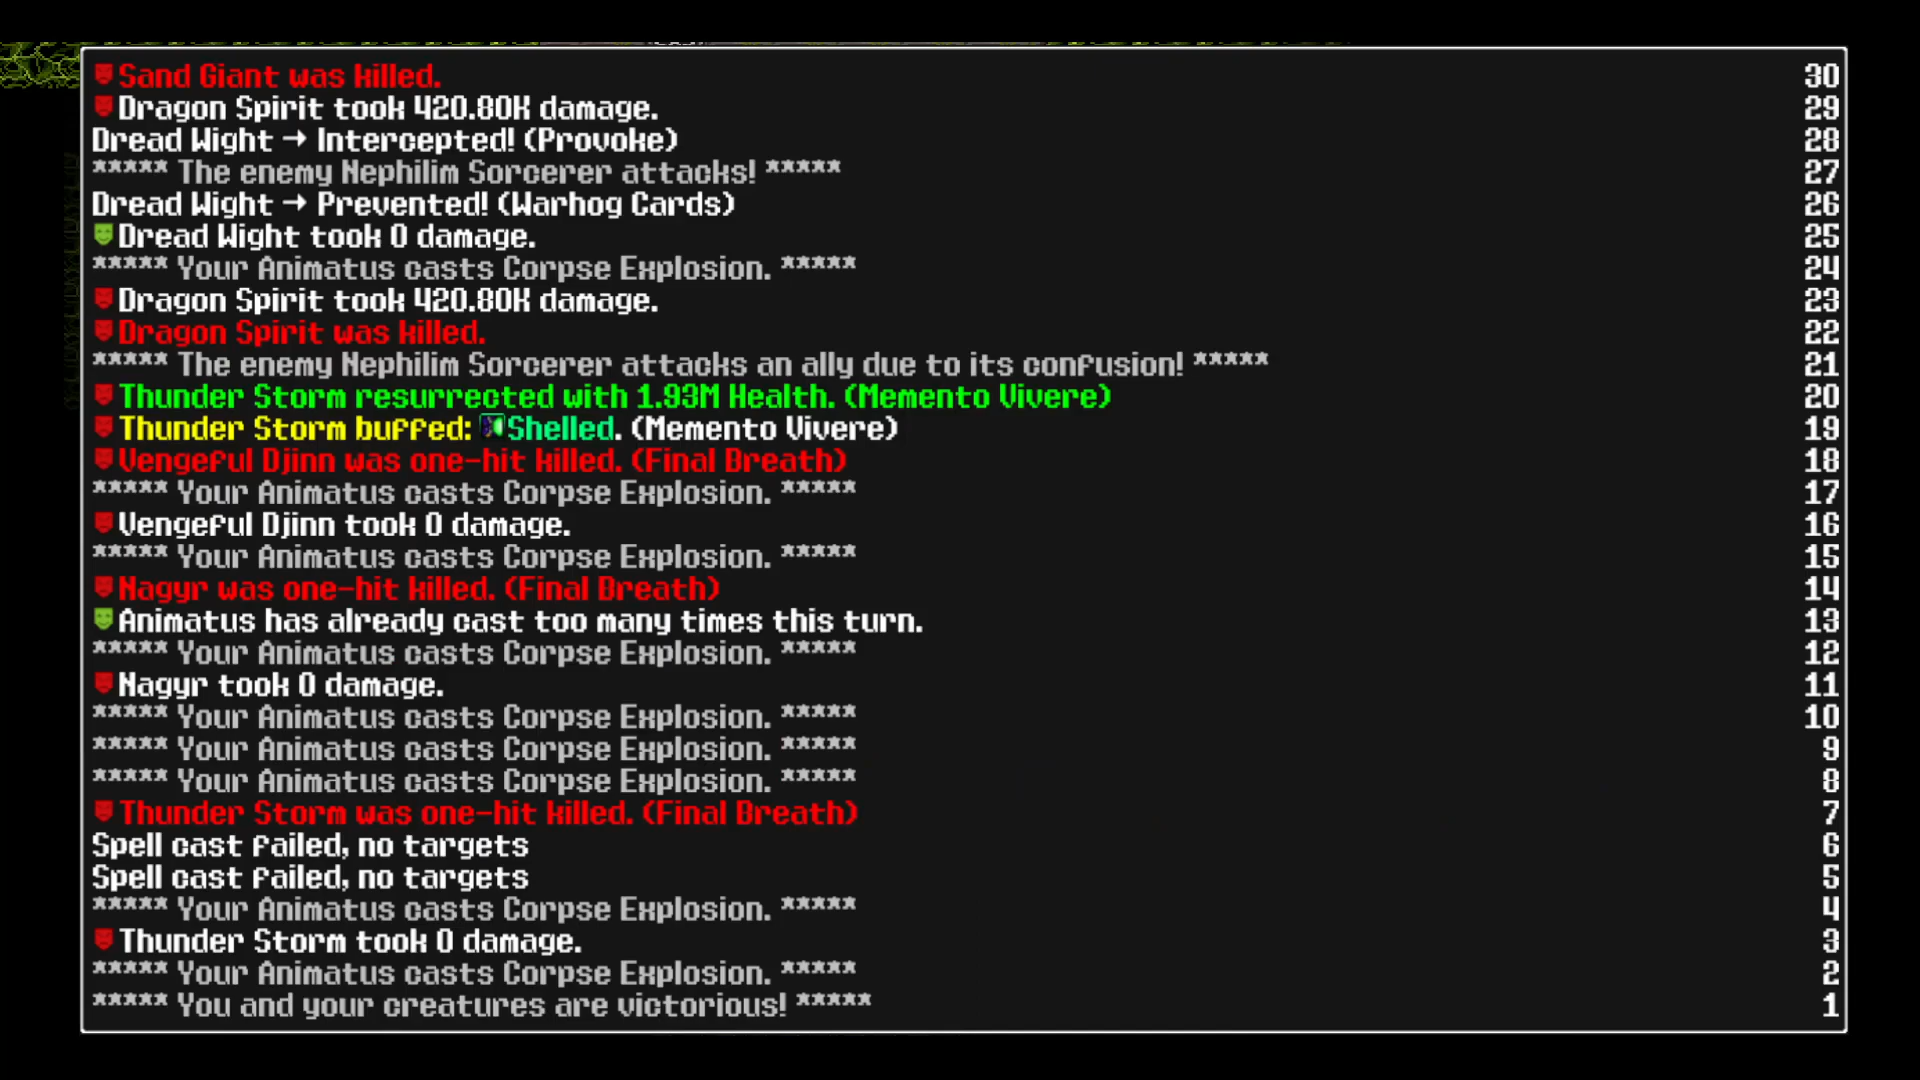 Sand Giant was killed. 30
Dragon Spirit took 420.80K damage. 29
Dread Wight → Intercepted! (Provoke) 28
***** The enemy Nephilim Sorcerer attacks! ***** 27
Dread Wight → Prevented! (Warhog Cards) 26
Dread Wight took 0 damage. 25
***** Your Animatus casts Corpse Explosion. ***** 24
Dragon Spirit took 420.80K damage. 23
Dragon Spirit was killed. 22
***** The enemy Nephilim Sorcerer attacks an ally due to its confusion! ***** 21
Thunder Storm resurrected with 1.93M Health. (Memento Vivere) 20
Thunder Storm buffed: Shelled. (Memento Vivere) 19
Vengeful Djinn was one-hit killed. (Final Breath) 18
***** Your Animatus casts Corpse Explosion. ***** 17
Vengeful Djinn took 0 damage. 16
***** Your Animatus casts Corpse Explosion. ***** 15
Nagyr was one-hit killed. (Final Breath) 14
Animatus has already cast too many times this turn. 13
***** Your Animatus casts Corpse Explosion. ***** 12
Nagyr took 0 damage. 11
***** Your Animatus casts Corpse Explosion. ***** 10
***** Your Animatus casts Corpse Explosion. ***** 9
***** Your Animatus casts Corpse Explosion. ***** 8
Thunder Storm was one-hit killed. (Final Breath) 7
Spell cast failed, no targets 6
Spell cast failed, no targets 5
***** Your Animatus casts Corpse Explosion. ***** 4
Thunder Storm took 0 damage. 3
***** Your Animatus casts Corpse Explosion. ***** 2
***** You and your creatures are victorious! ***** 1